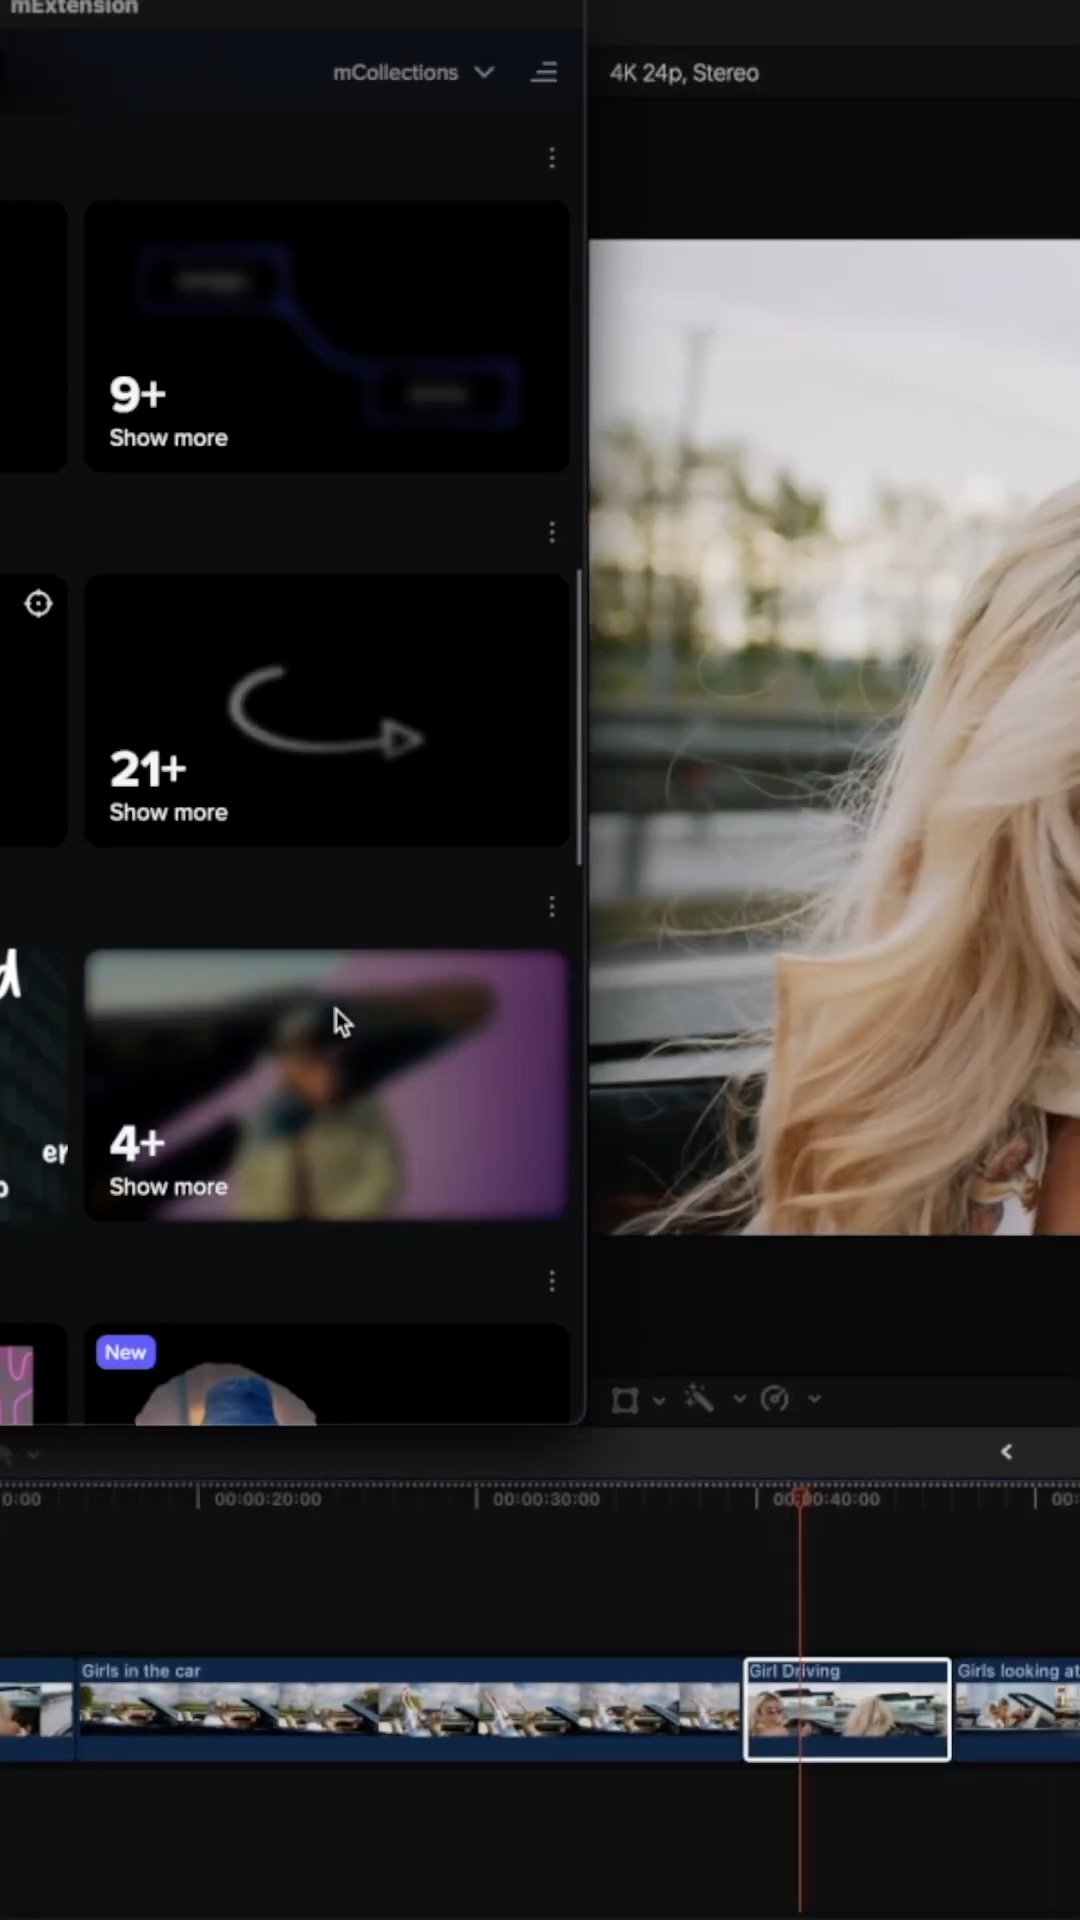 mExtension
mCollections
4K 24p, Stereo
9+
Show more
21+
Show more
4+
Show more
New
0:00
00:00:20:00
00:00:30:00
00:00:40:00
00:
Girls in the car
Girl Driving
Girls looking at